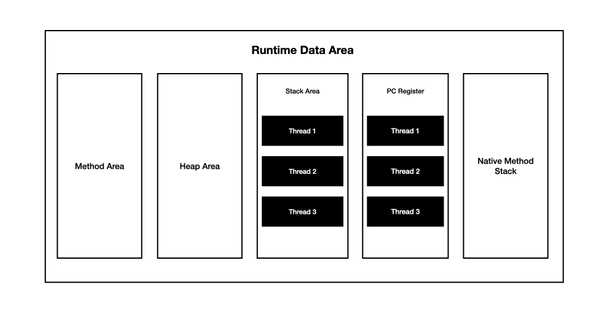 Runtime Data Area
Method Area
Heap Area
Stack Area
Thread 1
Thread 2
Thread 3
PC Register
Thread 1
Thread 2
Thread 3
Native Method
Stack